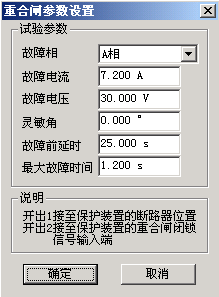 重合闸参数设置
试验参数
故障相 A相
故障电流 7.200 A
故障电压 30.000 V
灵敏角 0.000 °
故障前延时 25.000 s
最大故障时间 1.200 s
说明
开出1接至保护装置的断路器位置
开出2接至保护装置的重合闸闭锁
信号输入端
确定 取消